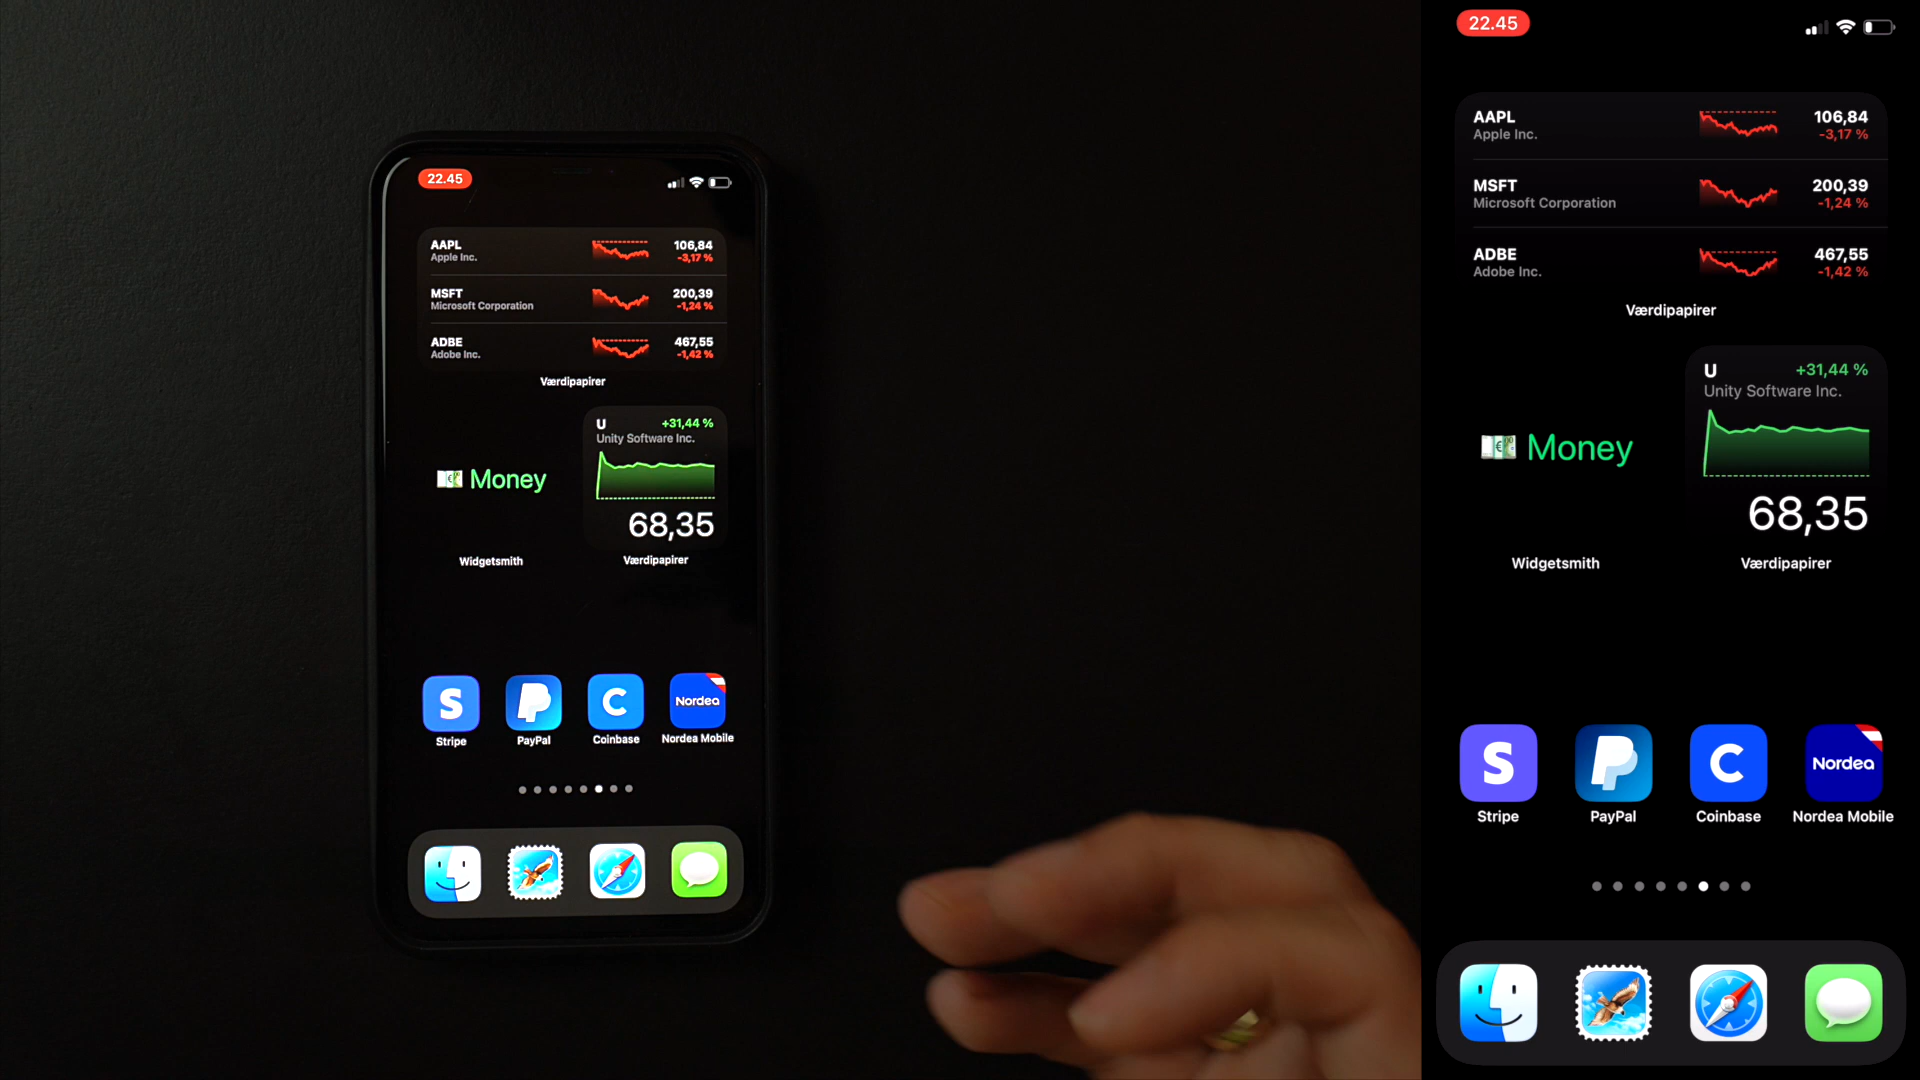 22.45
AAPL 106,84
Apple Inc. -3,17 %
MSFT 200,39
Microsoft Corporation -1,24 %
ADBE 467,55
Adobe Inc. -1,42 %
Værdipapirer
U +31,44 %
Unity Software Inc.
Money
68,35
Widgetsmith Værdipapirer
S P C Nordea
Stripe PayPal Coinbase Nordea Mobile
22.45
AAPL 106,84
Apple Inc. -3,17 %
MSFT 200,39
Microsoft Corporation -1,24 %
ADBE 467,55
Adobe Inc. -1,42 %
Værdipapirer
U +31,44 %
Unity Software Inc.
Money
68,35
Widgetsmith Værdipapirer
S P C Nordea
Stripe PayPal Coinbase Nordea Mobile